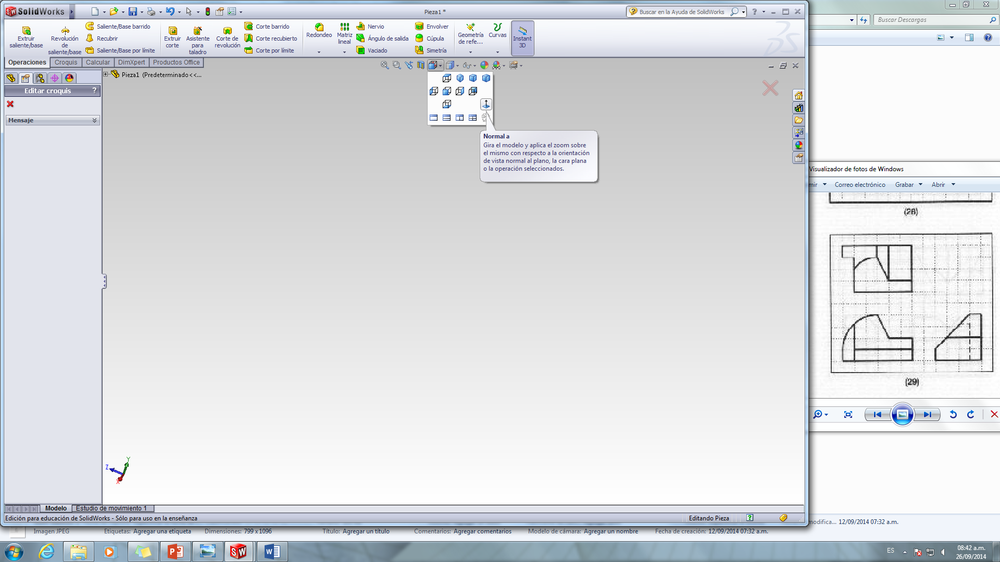 SolidWorks
Pieza1 *
Buscar en la Ayuda de SolidWorks
Buscar Descargas
Extruir saliente/base
Revolución de saliente/base
Saliente/Base barrido
Recubrir
Saliente/Base por límite
Extruir corte
Asistente para taladro
Corte de revolución
Corte barrido
Corte recubierto
Corte por límite
Redondeo
Matriz lineal
Nervio
Ángulo de salida
Vaciado
Envolver
Cúpula
Simetría
Geometría de refe...
Curvas
Instant 3D
Operaciones
Croquis
Calcular
DimXpert
Productos Office
Pieza1 (Predeterminado<<...
Editar croquis
?
Mensaje
Normal a
Gira el modelo y aplica el zoom sobre
el mismo con respecto a la orientación
de vista normal al plano, la cara plana
o la operación seleccionados.
Visualizador de fotos de Windows
mir
Correo electrónico
Grabar
Abrir
(28)
(29)
Y
Z
X
Modelo
Estudio de movimiento 1
Edición para educación de SolidWorks - Sólo para uso en la enseñanza
Editando Pieza
modifica... 12/09/2014 07:32 a.m.
Imagen JPEG
Etiquetas: Agregar una etiqueta
Dimensiones: 799 x 1096
Título: Agregar un título
Comentarios: Agregar comentarios
Modelo de cámara: Agregar un nombre
Fecha de creación: 12/09/2014 07:32 a.m.
ES
08:42 a.m.
26/09/2014